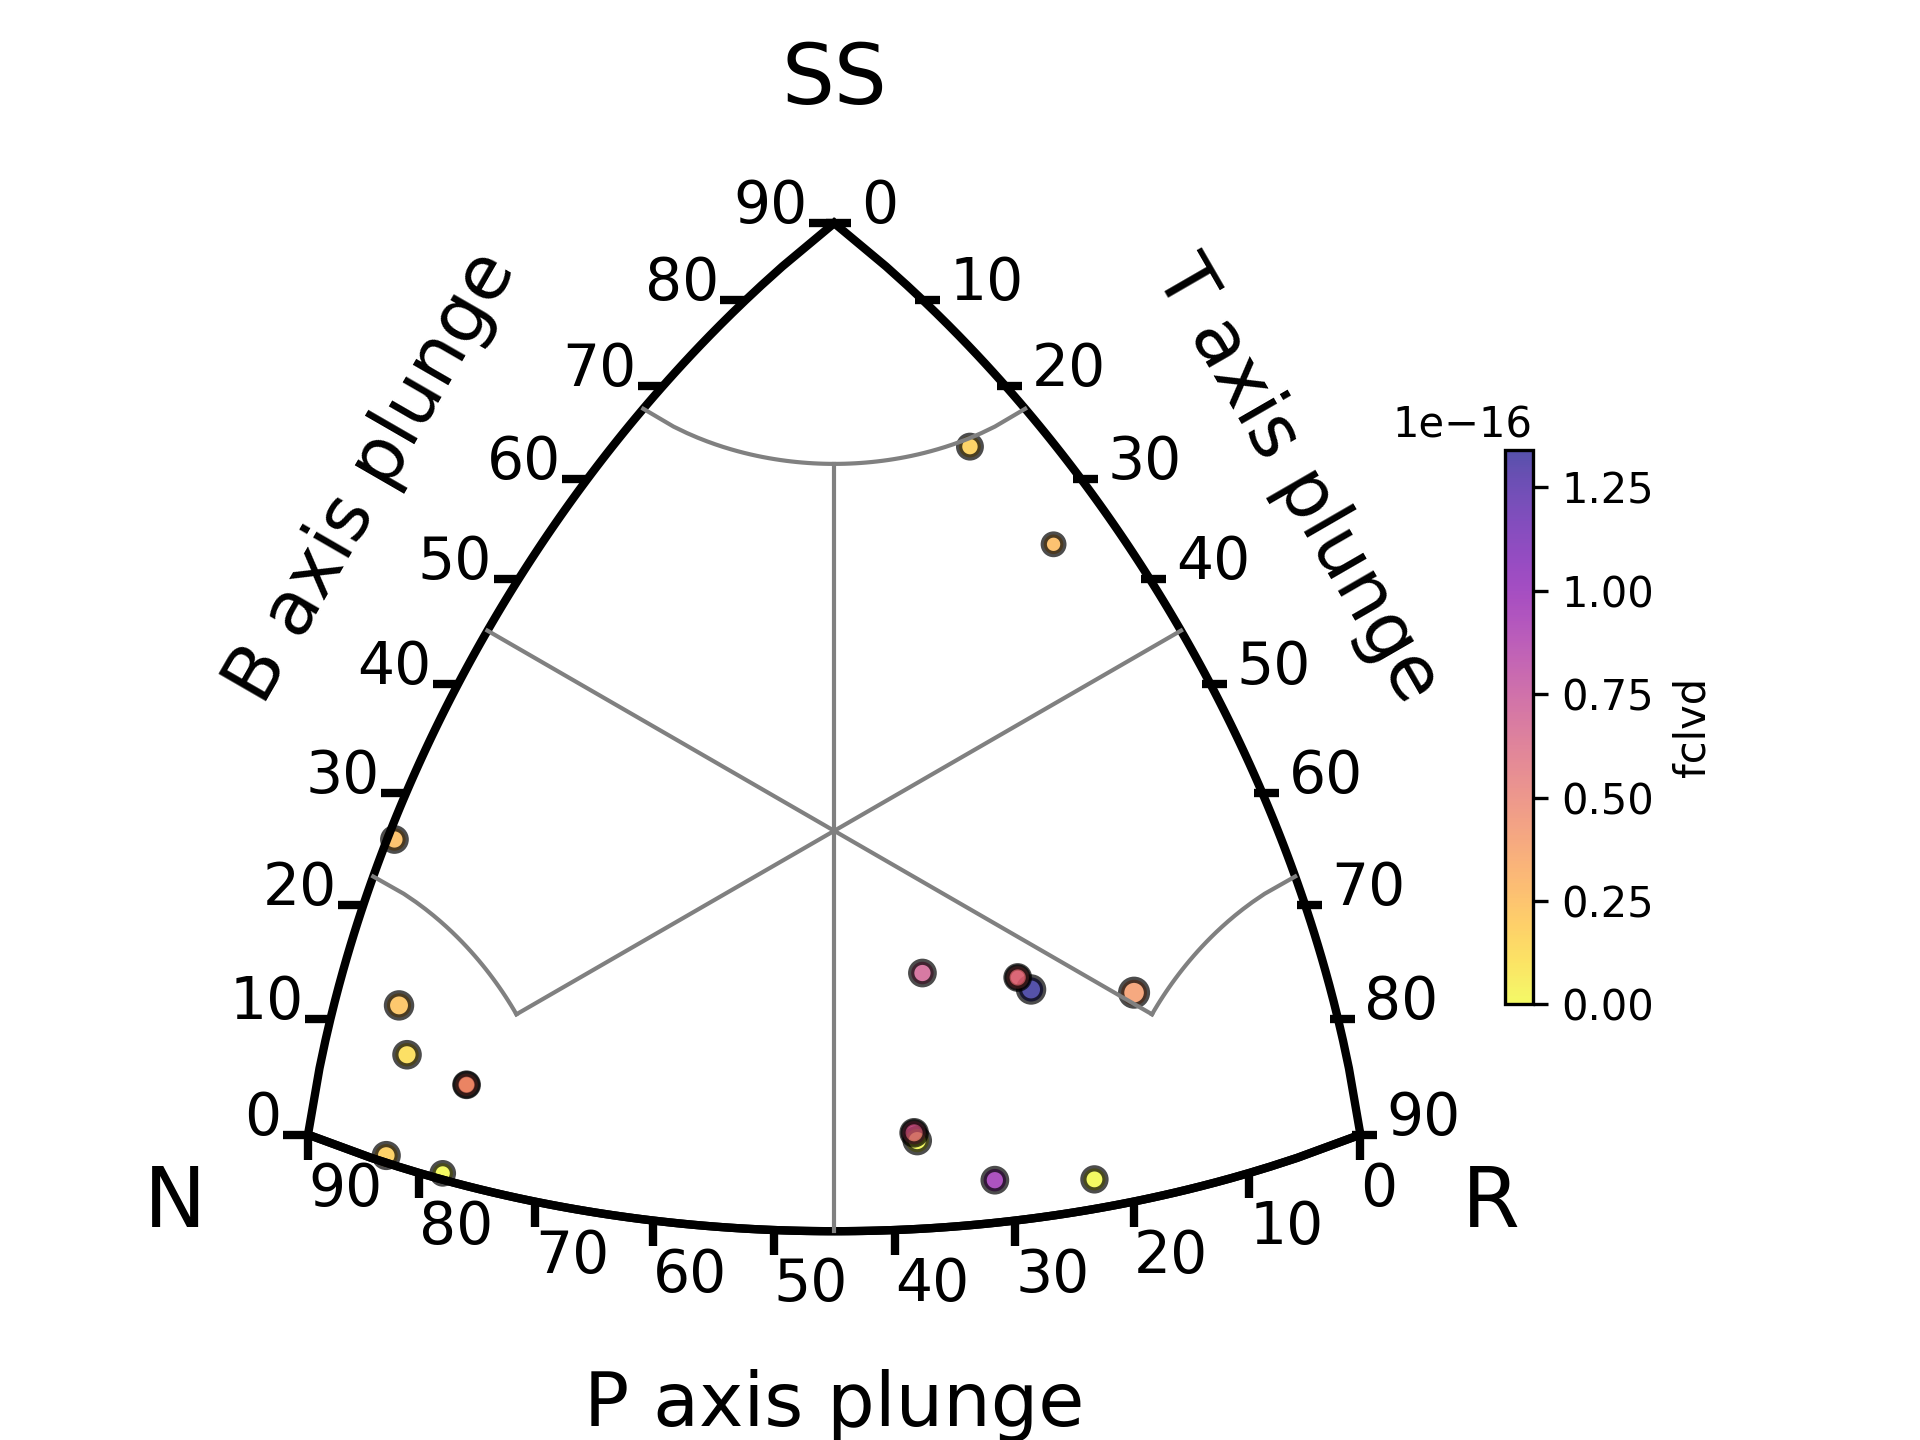 SS
90 0
80 10
70 20
60 30
50 40
40 50
30 60
20 70
10 80
0 90
B axis plunge
T axis plunge
N R
90 80 70 60 50 40 30 20 10 0
P axis plunge
1e−16
1.25
1.00
0.75
0.50
0.25
0.00
fclvd